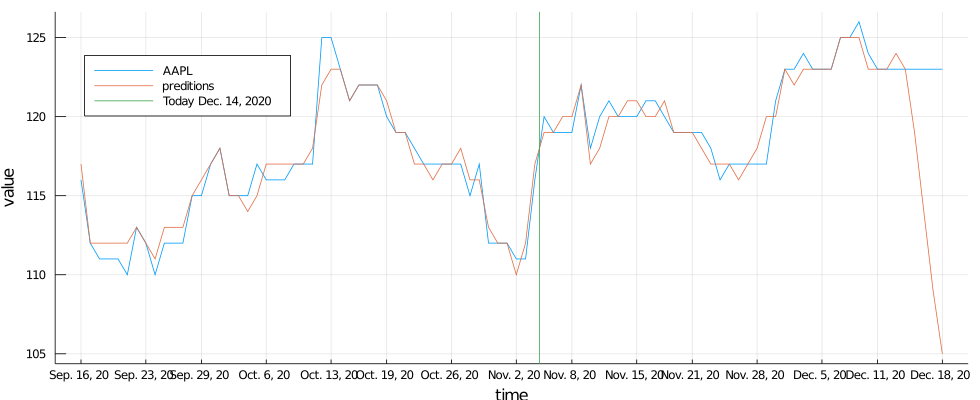 125
120
115
110
105
value
AAPL
preditions
Today Dec. 14, 2020
Sep. 16, 20 Sep. 23, 20 Sep. 29, 20 Oct. 6, 20 Oct. 13, 20 Oct. 19, 20 Oct. 26, 20 Nov. 2, 20 Nov. 8, 20 Nov. 15, 20 Nov. 21, 20 Nov. 28, 20 Dec. 5, 20 Dec. 11, 20 Dec. 18, 20
time